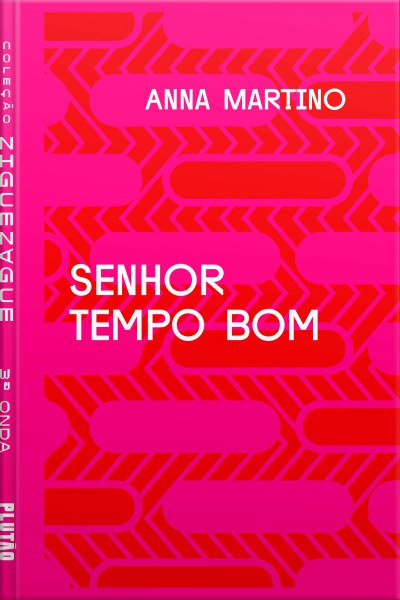 ANNA MARTINO
SENHOR
TEMPO BOM
COLEÇÃO ZIGUEZAGUE 3ª ONDA PLUTÃO